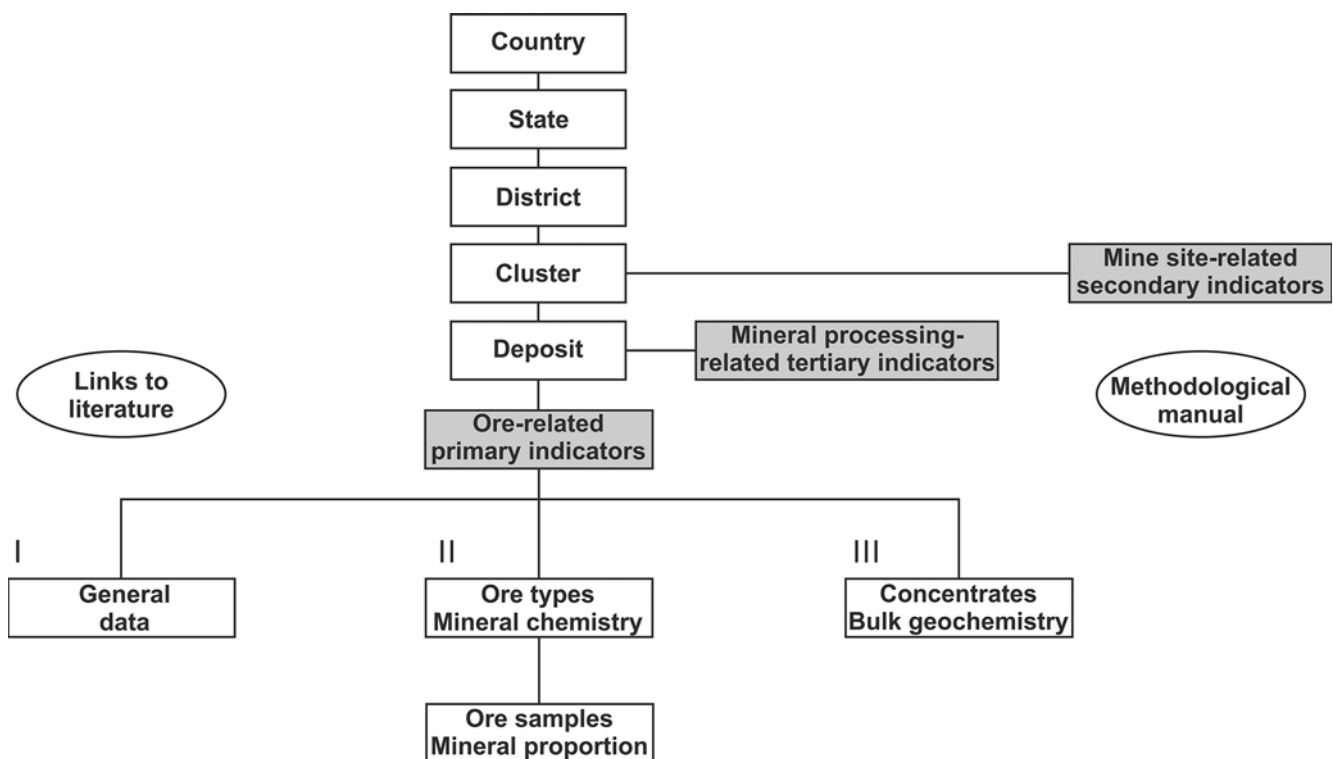 Country
State
District
Cluster
Mine site-related
secondary indicators
Deposit
Mineral processing-
related tertiary indicators
Links to
literature
Methodological
manual
Ore-related
primary indicators
I
General
data
II
Ore types
Mineral chemistry
III
Concentrates
Bulk geochemistry
Ore samples
Mineral proportion